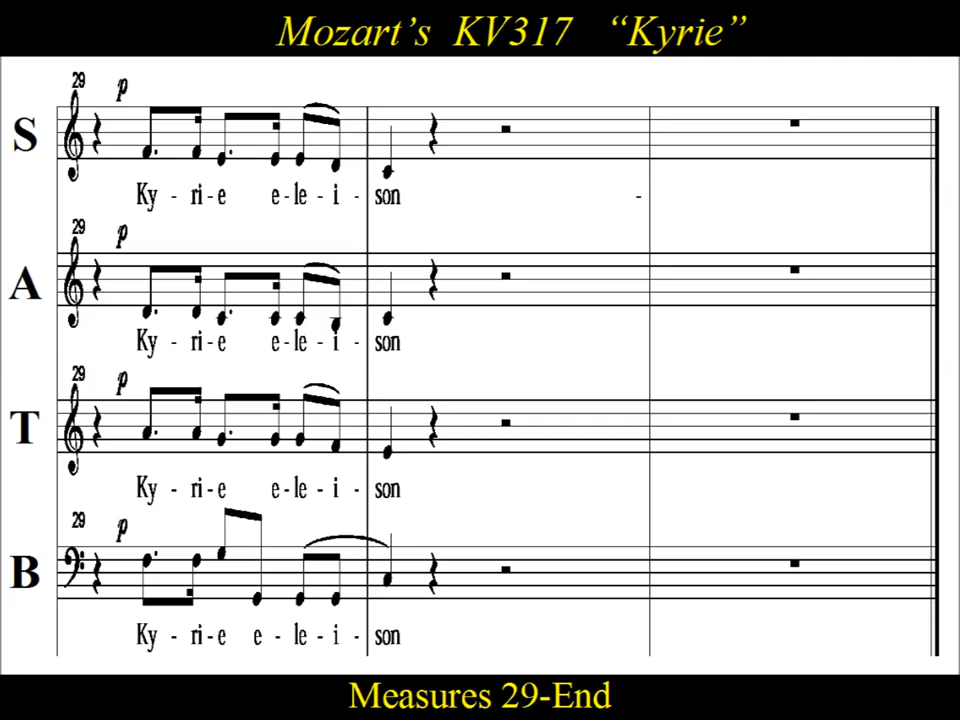 Mozart's KV317 "Kyrie"
29 p
S
Ky - ri - e e - le - i - son -
29 p
A
Ky - ri - e e - le - i - son
29 p
T
Ky - ri - e e - le - i - son
29 p
B
Ky - ri - e e - le - i - son
Measures 29-End